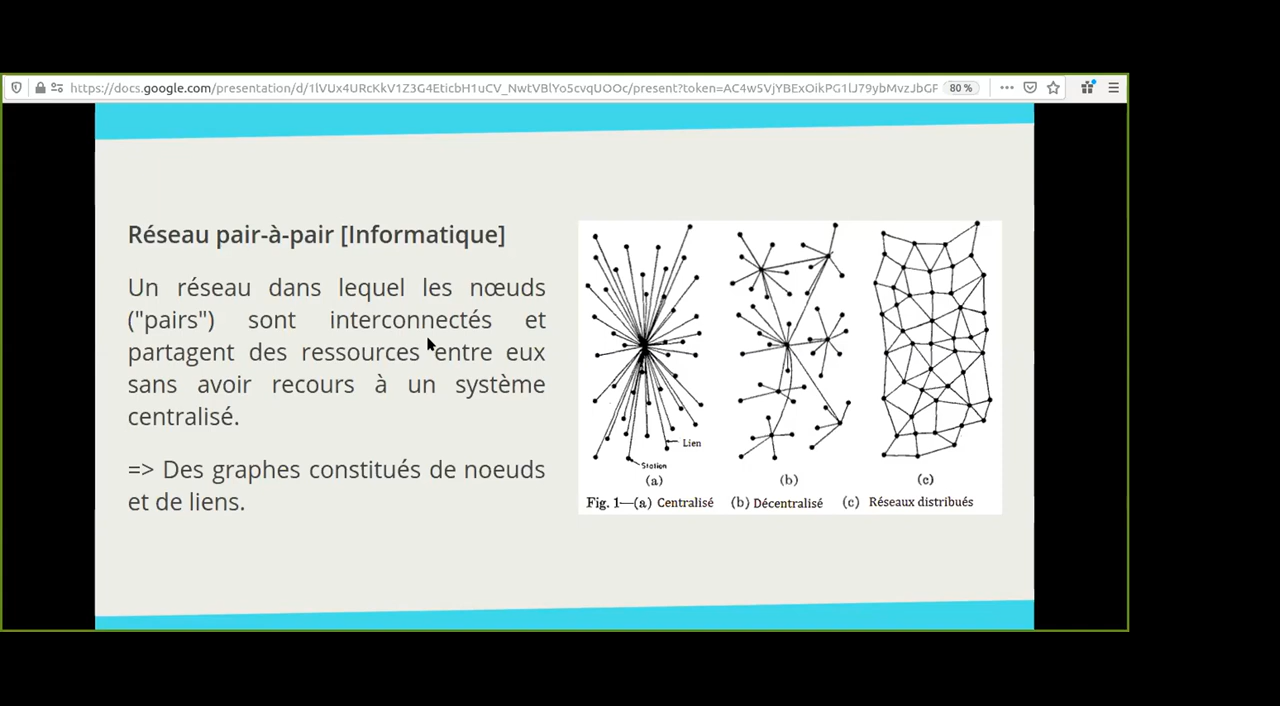 https://docs.google.com/presentation/d/1lVUx4URcKkrmiTG4EticbH1uCV_NwtVBlYo5cvqUOOc/present?token=AC4w5VjYBExOikPG1lJ79ybMvzJbGF 80 %
Réseau pair-à-pair [Informatique]
Un réseau dans lequel les nœuds
("pairs") sont interconnectés et
partagent des ressources entre eux
sans avoir recours à un système
centralisé.
=> Des graphes constitués de noeuds
et de liens.
Lien
Station
(a) (b) (c)
Fig. 1—(a) Centralisé (b) Décentralisé (c) Réseaux distribués